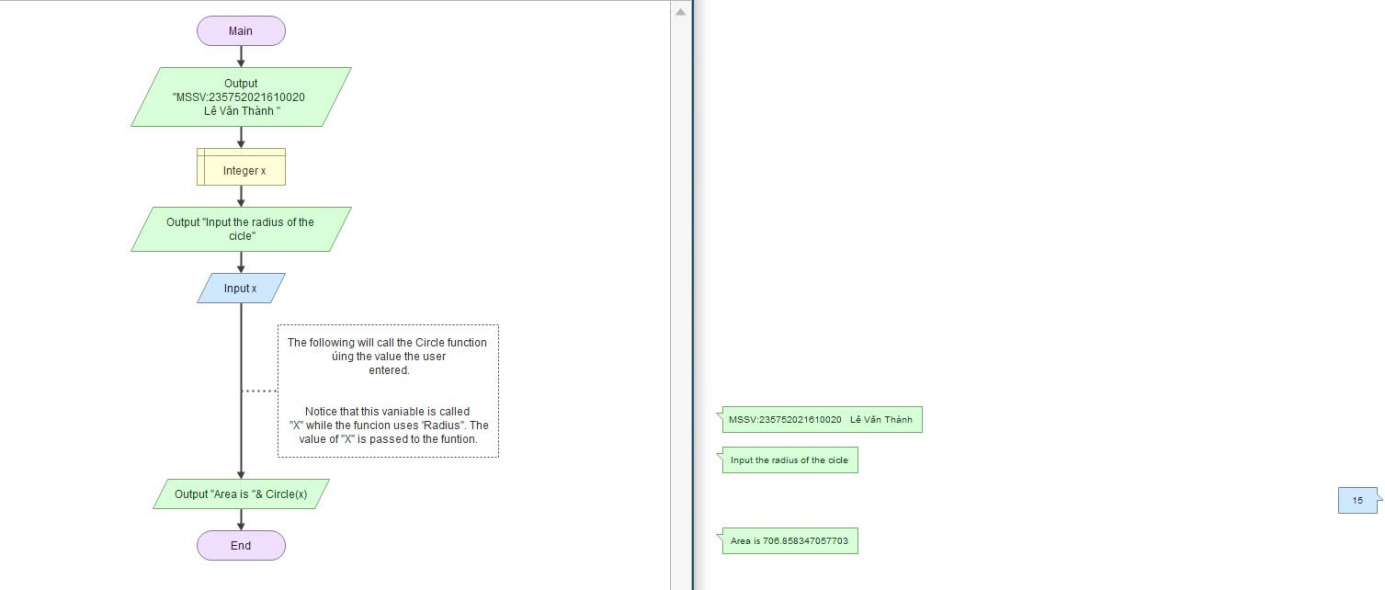 Main
Output
"MSSV:235752021610020
Lê Văn Thành "
Integer x
Output "Input the radius of the
cicle"
Input x
The following will call the Circle function
úing the value the user
entered.
Notice that this vaniable is called
"X" while the funcion uses 'Radius". The
value of "X" is passed to the funtion.
Output "Area is "& Circle(x)
End
MSSV:235752021610020 Lê Văn Thành
Input the radius of the cicle
15
Area is 706.858347057703